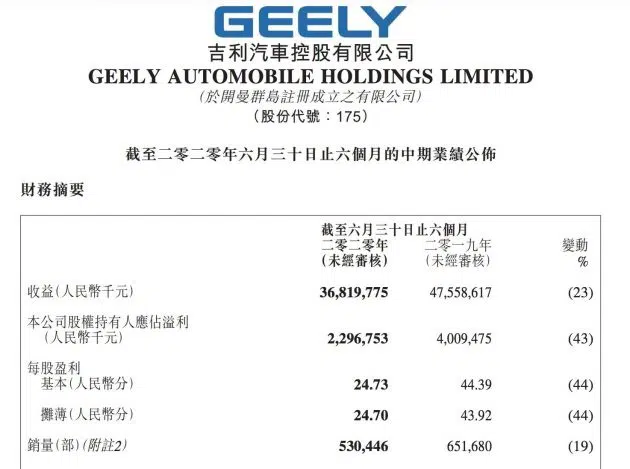 GEELY
吉利汽車控股有限公司
GEELY AUTOMOBILE HOLDINGS LIMITED
(於開曼群島註冊成立之有限公司)
(股份代號：175)
截至二零二零年六月三十日止六個月的中期業績公佈
財務摘要
截至六月三十日止六個月
二零二零年 二零一九年 變動
(未經審核) (未經審核) %
收益(人民幣千元) 36,819,775 47,558,617 (23)
本公司股權持有人應佔溢利
(人民幣千元) 2,296,753 4,009,475 (43)
每股盈利
基本(人民幣分) 24.73 44.39 (44)
攤薄(人民幣分) 24.70 43.92 (44)
銷量(部)(附註2) 530,446 651,680 (19)